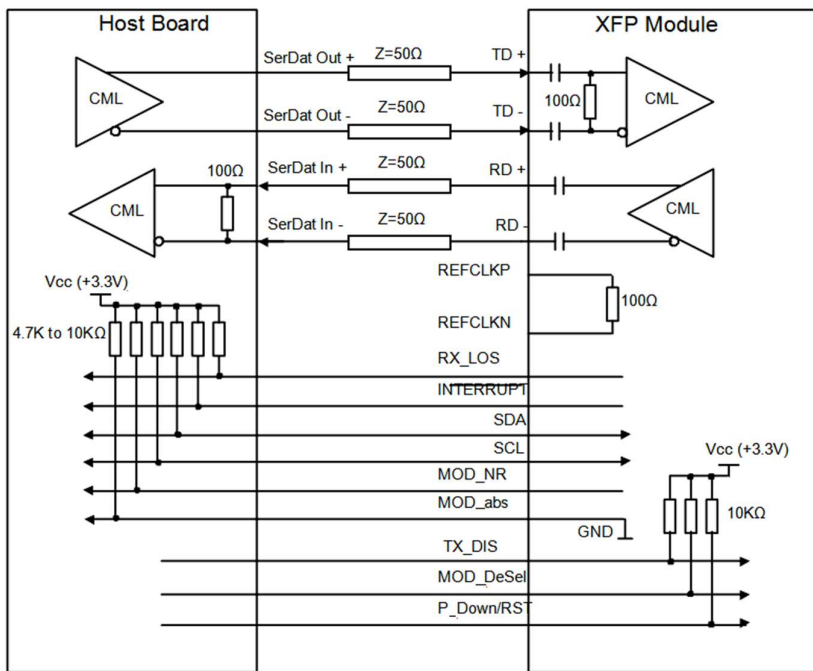 Host Board
XFP Module
SerDat Out +
Z=50Ω
TD +
CML
100Ω
CML
SerDat Out -
Z=50Ω
TD -
100Ω
SerDat In +
Z=50Ω
RD +
CML
CML
SerDat In -
Z=50Ω
RD -
REFCLKP
Vcc (+3.3V)
100Ω
4.7K to 10KΩ
REFCLKN
RX_LOS
INTERRUPT
SDA
SCL
Vcc (+3.3V)
MOD_NR
MOD_abs
10KΩ
GND
TX_DIS
MOD_DeSel
P_Down/RST